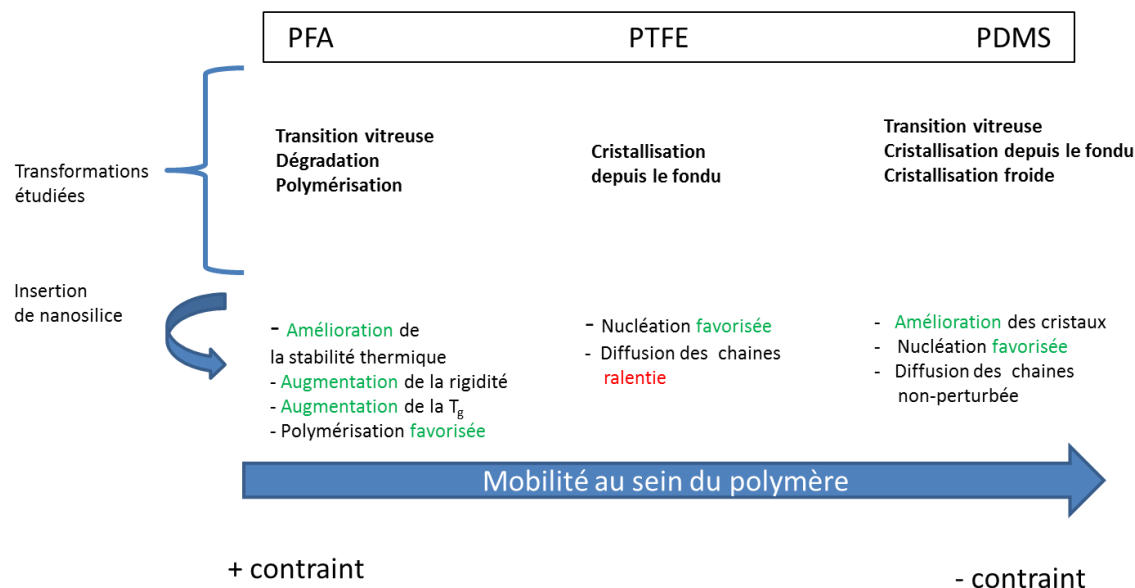 PFA PTFE PDMS
Transformations
étudiées
Transition vitreuse
Dégradation
Polymérisation
Cristallisation
depuis le fondu
Transition vitreuse
Cristallisation depuis le fondu
Cristallisation froide
Insertion
de nanosilice
- Amélioration de
la stabilité thermique
- Augmentation de la rigidité
- Augmentation de la Tg
- Polymérisation favorisée
- Nucléation favorisée
- Diffusion des chaines
ralentie
- Amélioration des cristaux
- Nucléation favorisée
- Diffusion des chaines
non-perturbée
Mobilité au sein du polymère
+ contraint
- contraint